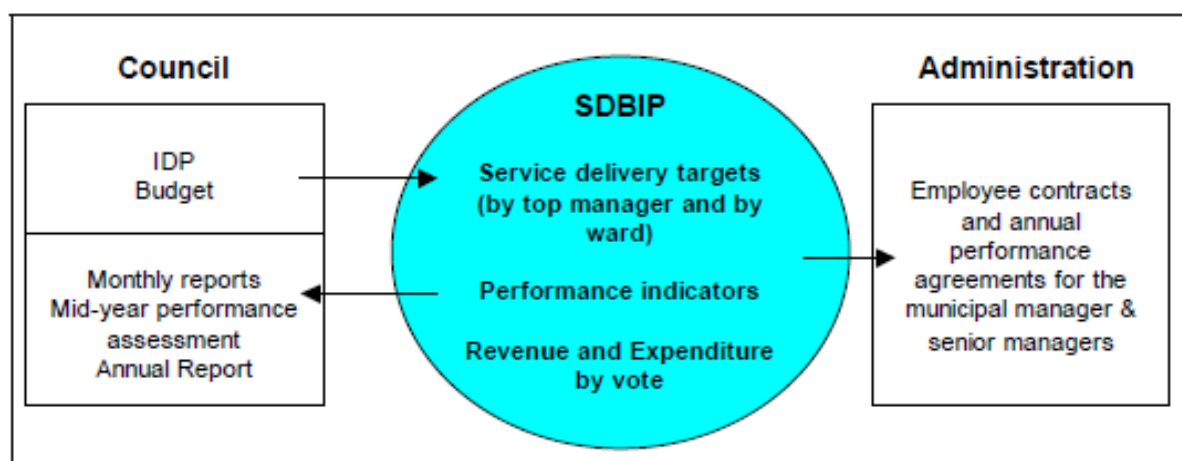 Council
IDP
Budget
Monthly reports
Mid-year performance
assessment
Annual Report
SDBIP
Service delivery targets
(by top manager and by
ward)
Performance indicators
Revenue and Expenditure
by vote
Administration
Employee contracts
and annual
performance
agreements for the
municipal manager &
senior managers